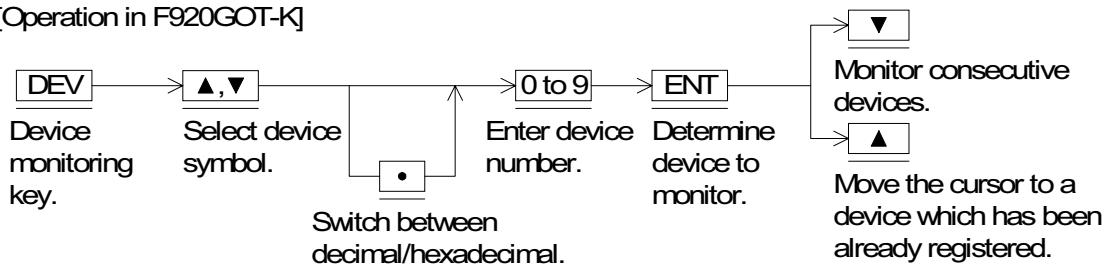 [Operation in F920GOT-K]
DEV
▲,▼
0 to 9
ENT
▼
Device
monitoring
key.
Select device
symbol.
•
Switch between
decimal/hexadecimal.
Enter device
number.
Determine
device to
monitor.
Monitor consecutive
devices.
▲
Move the cursor to a
device which has been
already registered.